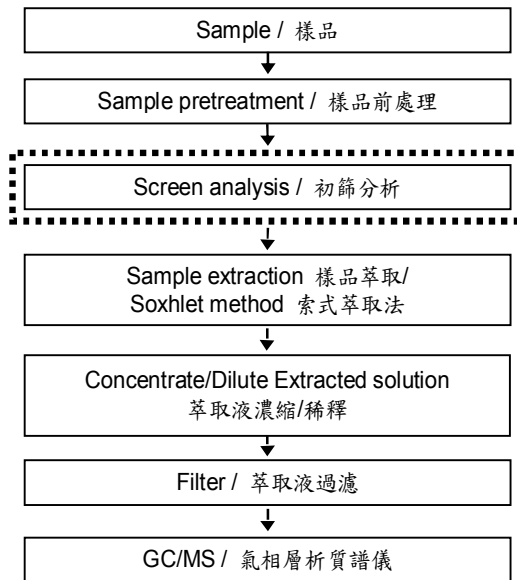 Sample / 樣品
Sample pretreatment / 樣品前處理
Screen analysis / 初篩分析
Sample extraction 樣品萃取/
Soxhlet method 索式萃取法
Concentrate/Dilute Extracted solution
萃取液濃縮/稀釋
Filter / 萃取液過濾
GC/MS / 氣相層析質譜儀